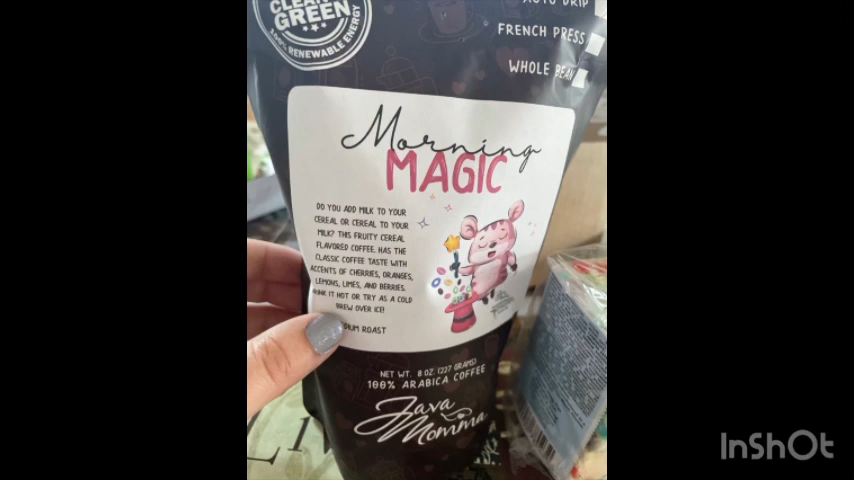 CLEAN &
GREEN
100% RENEWABLE ENERGY
AUTO DRIP
FRENCH PRESS
WHOLE BEAN
Morning
MAGIC
DO YOU ADD MILK TO YOUR
CEREAL OR CEREAL TO YOUR
MILK? THIS FRUITY CEREAL
FLAVORED COFFEE. HAS THE
CLASSIC COFFEE TASTE WITH
ACCENTS OF CHERRIES, ORANGES,
LEMONS, LIMES, AND BERRIES.
DRINK IT HOT OR TRY AS A COLD
BREW OVER ICE!
ROAST
NET WT. 8 OZ. (227 GRAMS)
100% ARABICA COFFEE
Java
Momma
InShOt